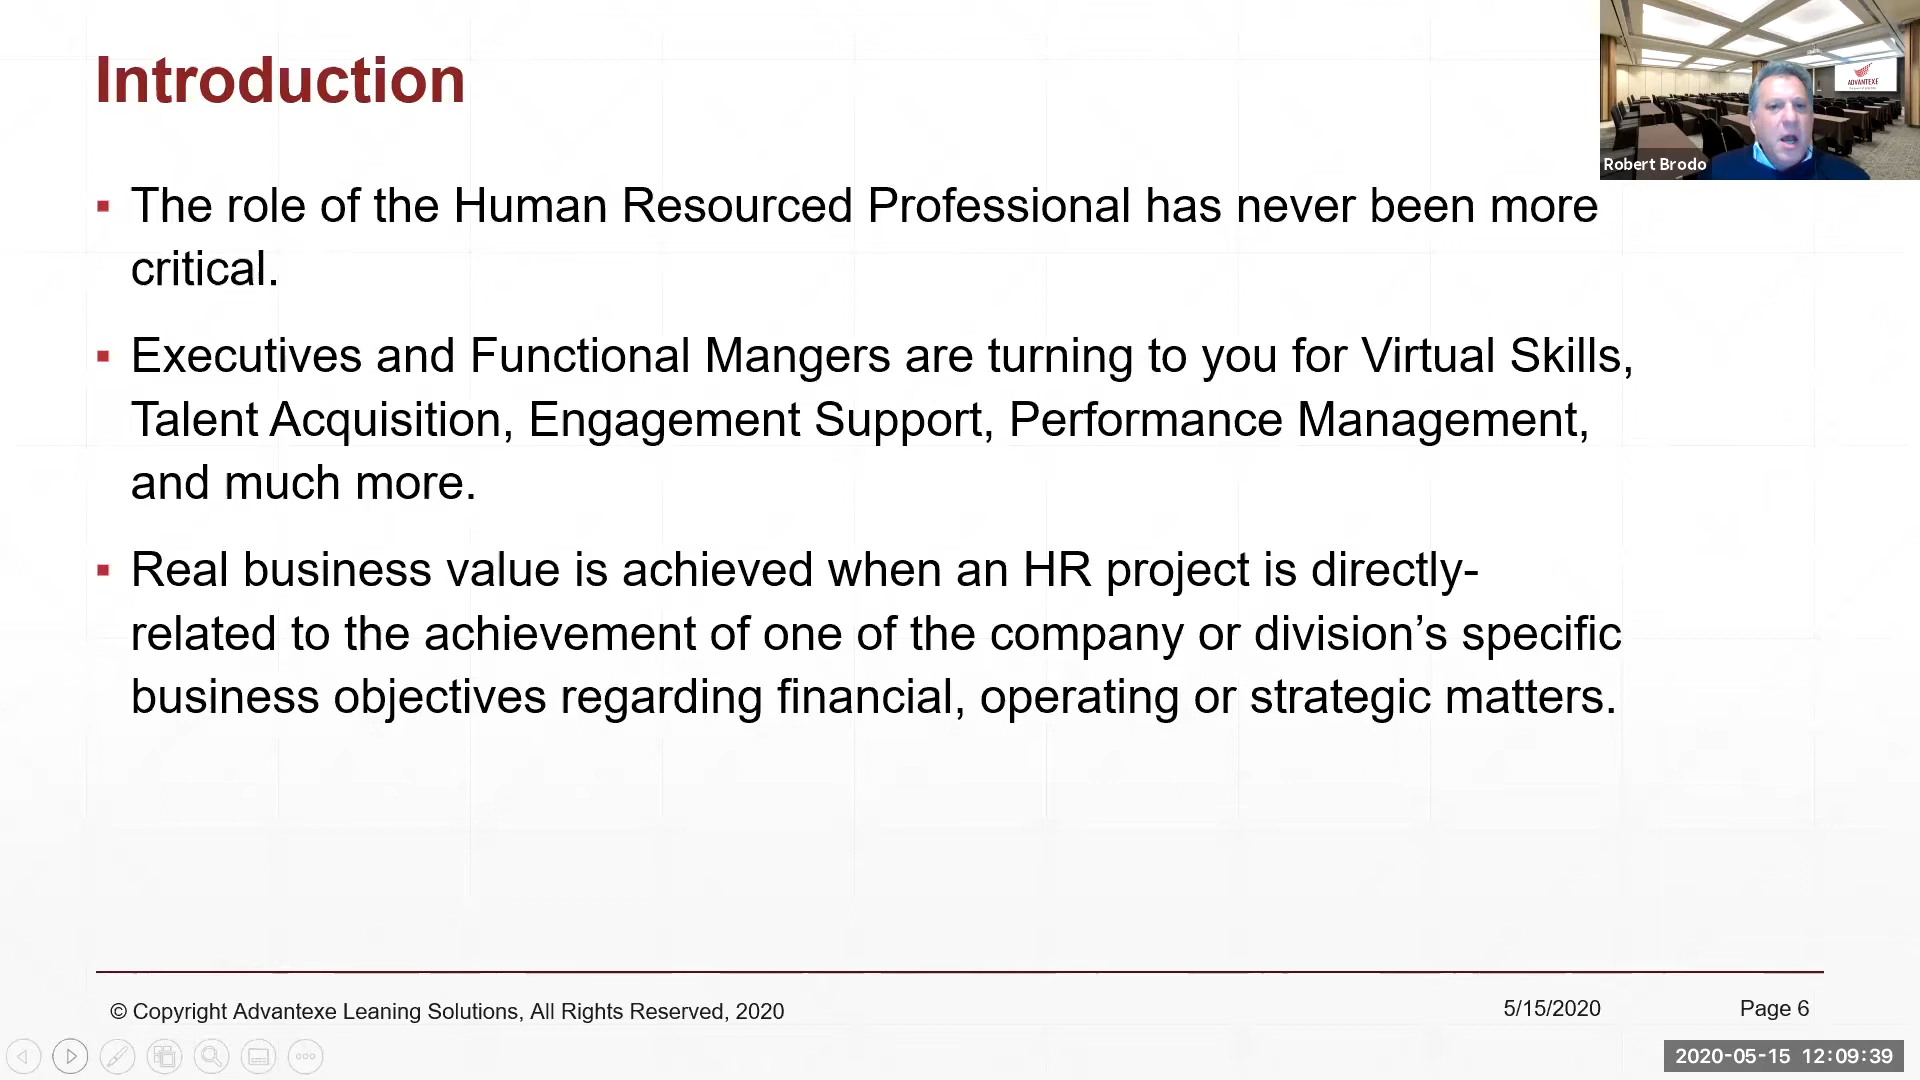 Introduction
ADVANTEXE
Robert Brodo
▪ The role of the Human Resourced Professional has never been more
critical.
▪ Executives and Functional Mangers are turning to you for Virtual Skills,
Talent Acquisition, Engagement Support, Performance Management,
and much more.
▪ Real business value is achieved when an HR project is directly-
related to the achievement of one of the company or division’s specific
business objectives regarding financial, operating or strategic matters.
© Copyright Advantexe Leaning Solutions, All Rights Reserved, 2020
5/15/2020
Page 6
2020-05-15 12:09:39